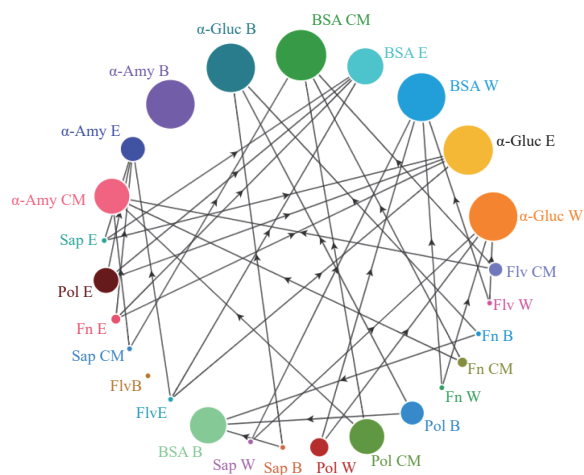 α-Gluc B
BSA CM
BSA E
α-Amy B
BSA W
α-Amy E
α-Gluc E
α-Amy CM
α-Gluc W
Sap E
Flv CM
Pol E
Flv W
Fn E
Fn B
Sap CM
Fn CM
FlvB
Fn W
FlvE
Pol B
BSA B
Sap W
Sap B
Pol W
Pol CM